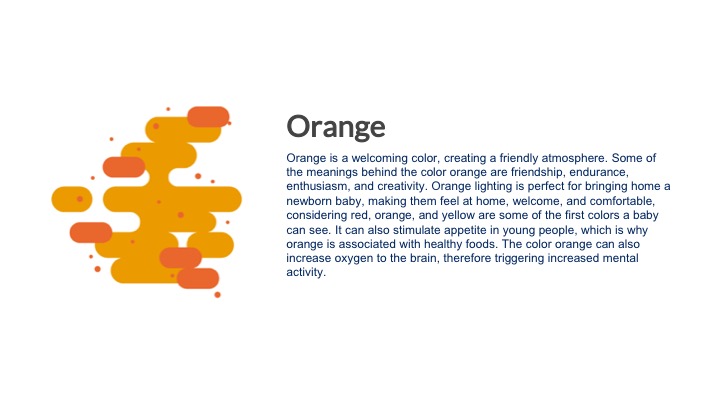 Orange
Orange is a welcoming color, creating a friendly atmosphere. Some of
the meanings behind the color orange are friendship, endurance,
enthusiasm, and creativity. Orange lighting is perfect for bringing home a
newborn baby, making them feel at home, welcome, and comfortable,
considering red, orange, and yellow are some of the first colors a baby
can see. It can also stimulate appetite in young people, which is why
orange is associated with healthy foods. The color orange can also
increase oxygen to the brain, therefore triggering increased mental
activity.